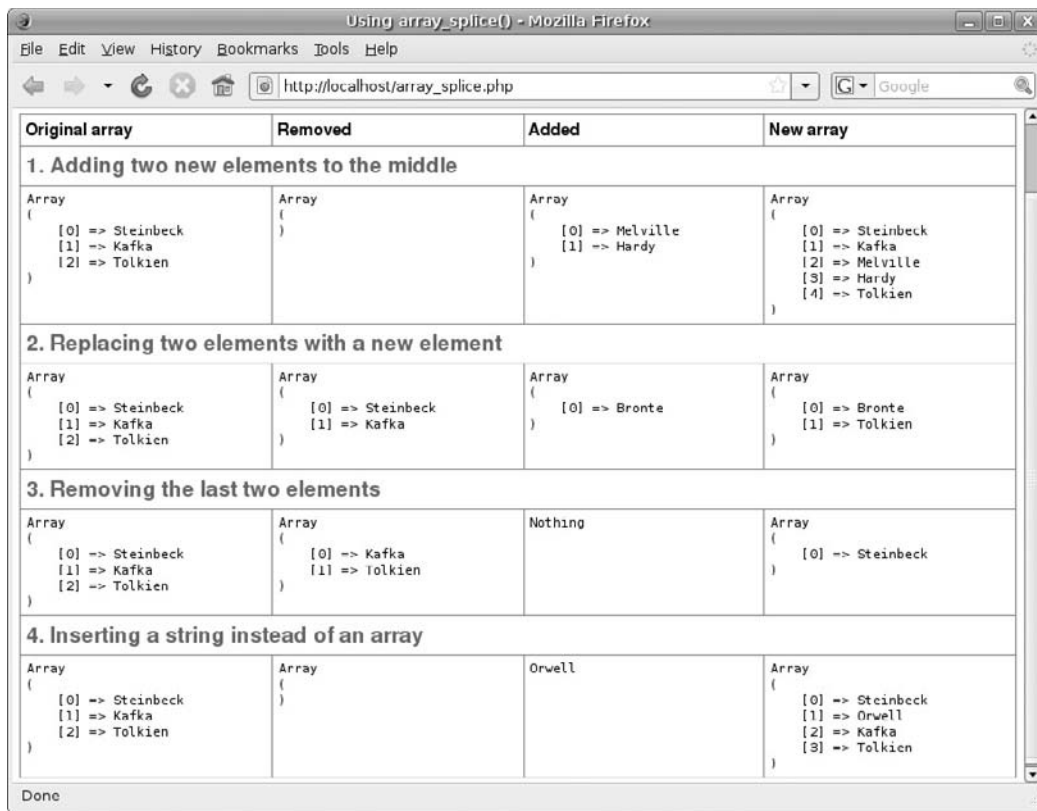 Using array_splice() - Mozilla Firefox
File Edit View History Bookmarks Tools Help
http://localhost/array_splice.php
G Google
Original array Removed Added New array
1. Adding two new elements to the middle
Array Array Array Array
( ( ( (
[0] => Steinbeck ) [0] => Melville [0] => Steinbeck
[1] => Kafka [1] => Hardy [1] => Kafka
[2] => Tolkien ) [2] => Melville
) [3] => Hardy
[4] => Tolkien
)
2. Replacing two elements with a new element
Array Array Array Array
( ( ( (
[0] => Steinbeck [0] => Steinbeck [0] => Bronte [0] => Bronte
[1] => Kafka [1] => Kafka ) [1] => Tolkien
[2] => Tolkien ) )
)
3. Removing the last two elements
Array Array Nothing Array
( ( (
[0] => Steinbeck [0] => Kafka [0] => Steinbeck
[1] => Kafka [1] => Tolkien )
[2] => Tolkien )
)
4. Inserting a string instead of an array
Array Array Orwell Array
( ( (
[0] => Steinbeck ) [0] => Steinbeck
[1] => Kafka [1] => Orwell
[2] => Tolkien [2] => Kafka
) [3] => Tolkien
)
Done